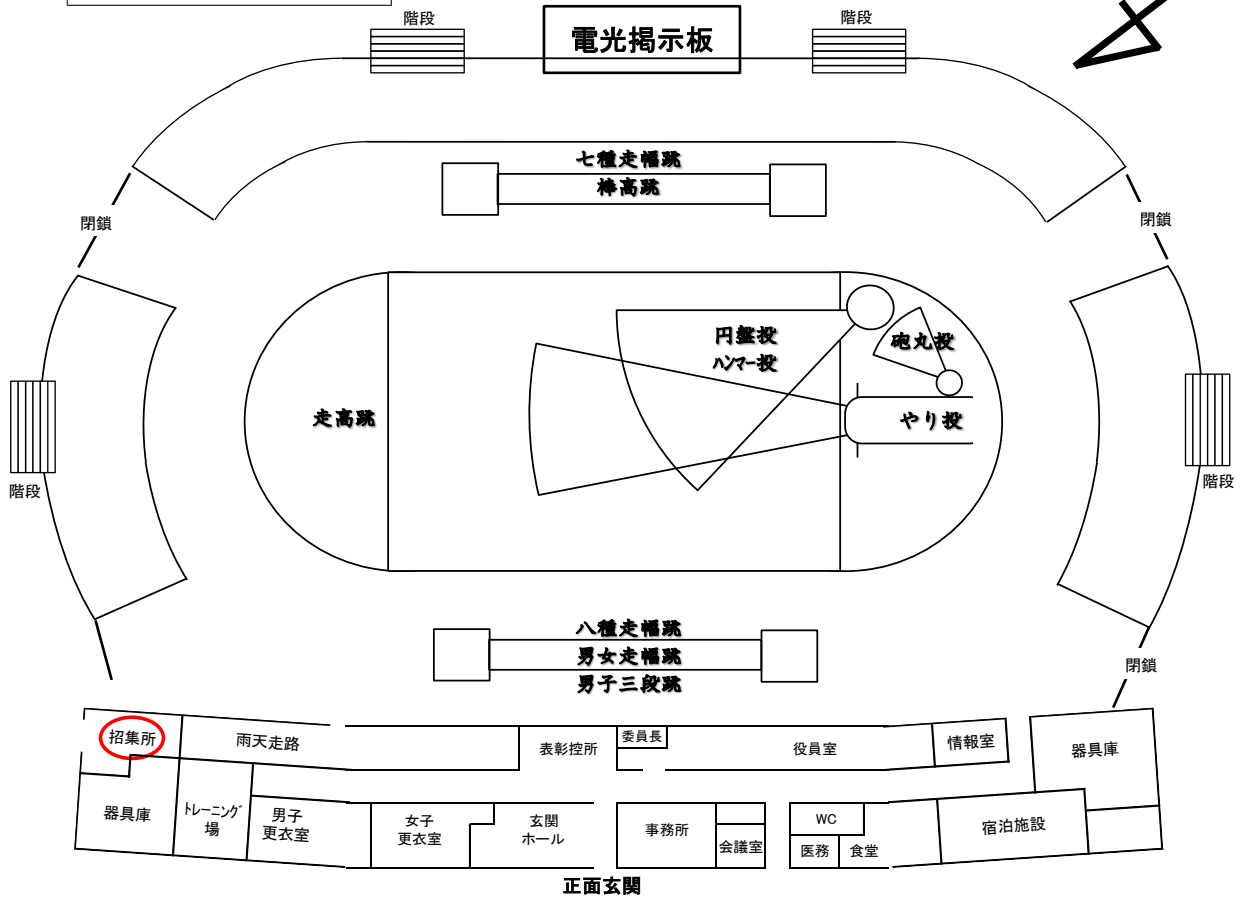 階段
電光掲示板
階段
七種走幅跳
棒高跳
閉鎖
閉鎖
円盤投
ハンマー投
砲丸投
走高跳
やり投
階段
階段
八種走幅跳
男女走幅跳
男子三段跳
閉鎖
招集所
雨天走路
表彰控所
委員長
役員室
情報室
器具庫
器具庫
トレーニング
場
男子
更衣室
女子
更衣室
玄関
ホール
事務所
会議室
WC
医務
食堂
宿泊施設
正面玄関